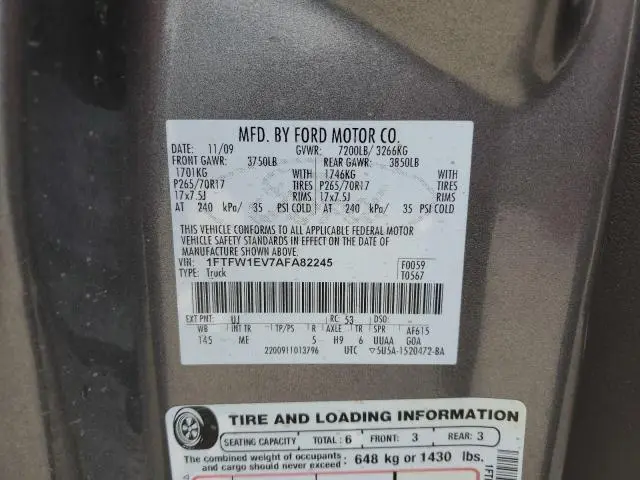 MFD. BY FORD MOTOR CO.
DATE: 11/09 GVWR: 7200LB/ 3266KG
FRONT GAWR: 3750LB REAR GAWR: 3850LB
1701KG WITH 1746KG WITH
P265/70R17 TIRES P265/70R17 TIRES
17x7.5J RIMS 17x7.5J RIMS
AT 240 kPa/ 35 PSI COLD AT 240 kPa/ 35 PSI COLD
THIS VEHICLE CONFORMS TO ALL APPLICABLE FEDERAL MOTOR
VEHICLE SAFETY STANDARDS IN EFFECT ON THE DATE OF
MANUFACTURE SHOWN ABOVE.
VIN: 1FTFW1EV7AFA82245 F0059
TYPE: Truck T0567
EXT PNT: UJ RC: 53
WB INT TR TP/PS R AXLE TR SPR AF615
145 ME 5 H9 6 UUAA G0A
2200911013796 UTC ▽5U5A-1520472-BA
TIRE AND LOADING INFORMATION
SEATING CAPACITY TOTAL: 6 FRONT: 3 REAR: 3
The combined weight of occupants
and cargo should never exceed: 648 kg or 1430 lbs.
1FT